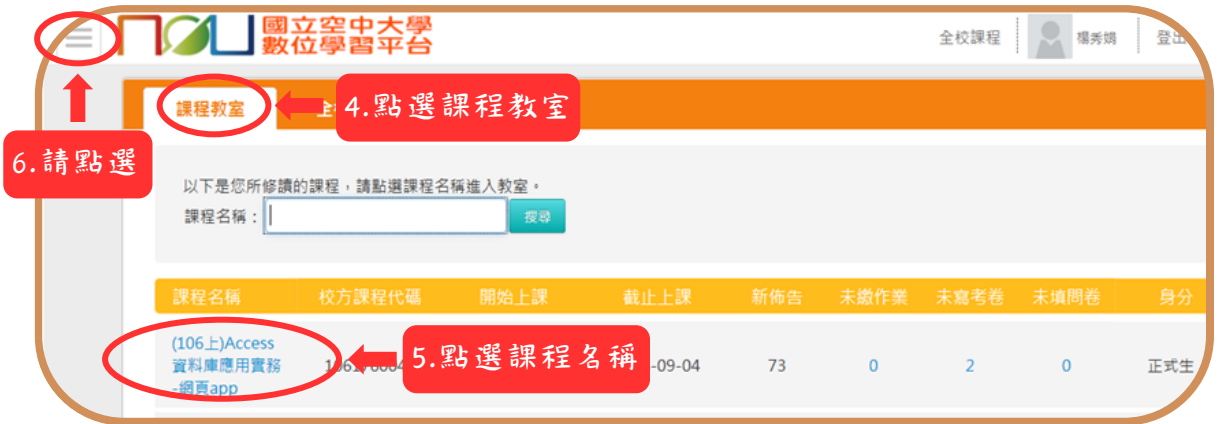 nou 國立空中大學
數位學習平台
全校課程 楊秀娟
課程教室
4.點選課程教室
6.請點選
以下是您所修讀的課程,請點選課程名稱進入教室。
課程名稱: 搜尋
課程名稱 校方課程代碼 開始上課 截止上課 新佈告 未繳作業 未寫考卷 未填問卷 身分
(106上)Access
資料庫應用實務
-網頁app
5.點選課程名稱
-09-04 73 0 2 0 正式生